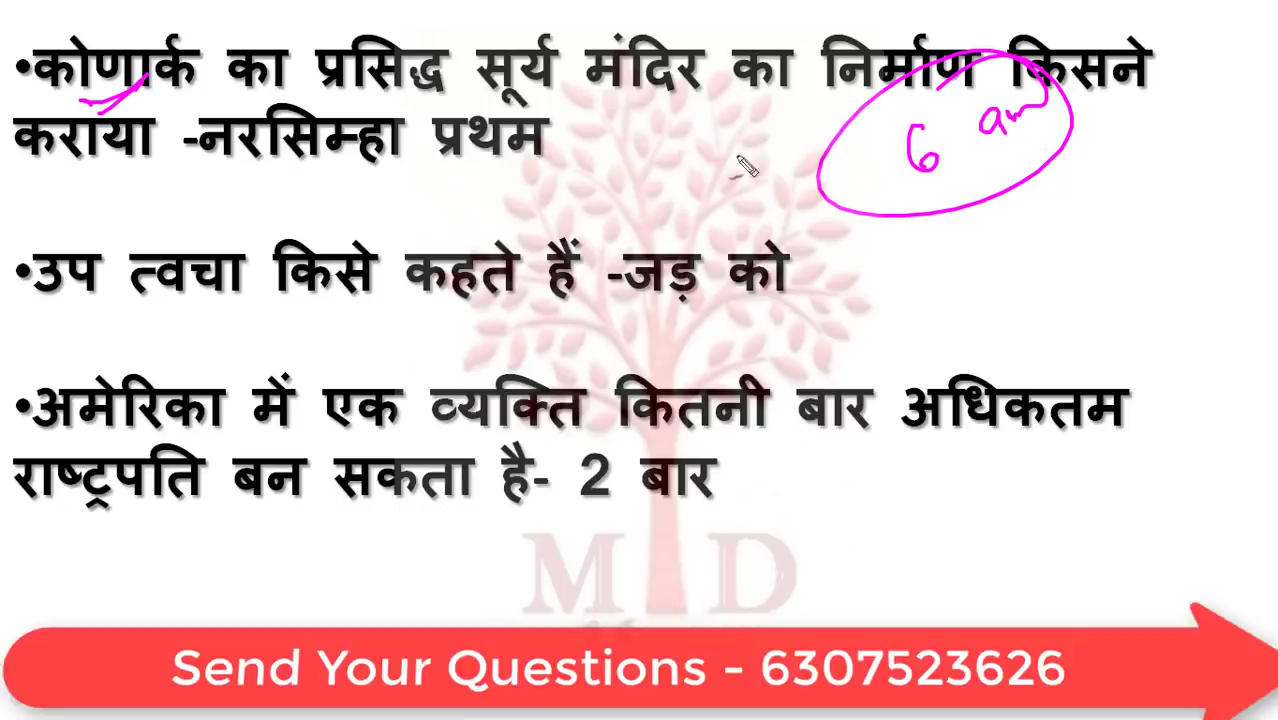 •कोणार्क का प्रसिद्ध सूर्य मंदिर का निर्माण किसने
कराया -नरसिम्हा प्रथम
6 am
•उप त्वचा किसे कहते हैं -जड़ को
•अमेरिका में एक व्यक्ति कितनी बार अधिकतम
राष्ट्रपति बन सकता है- 2 बार
M D
Send Your Questions - 6307523626